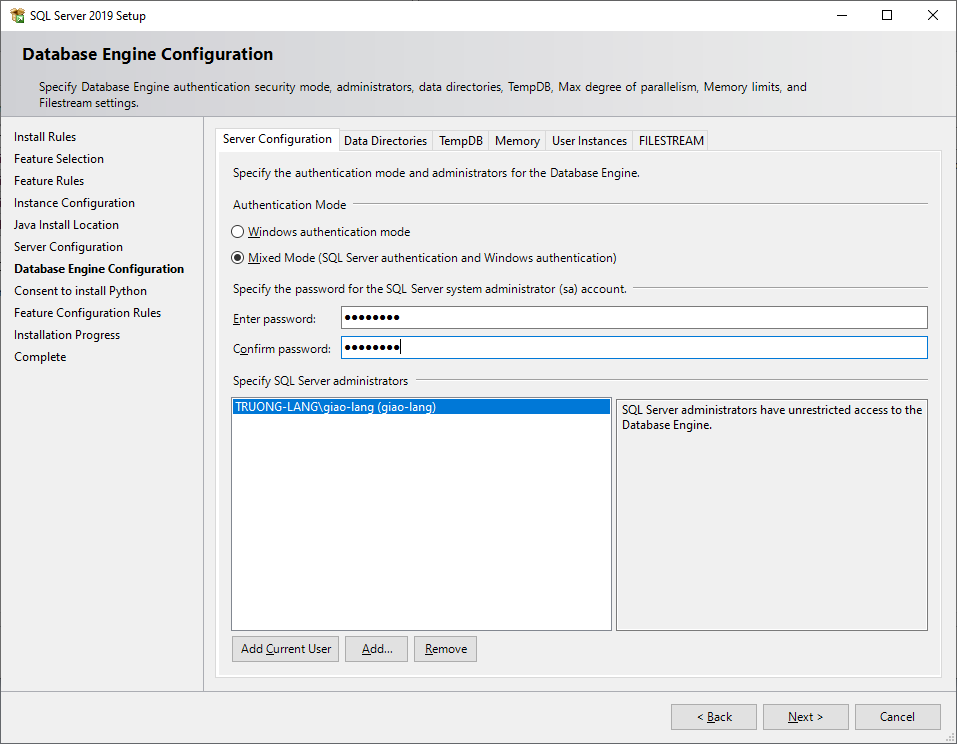 SQL Server 2019 Setup
Database Engine Configuration
Specify Database Engine authentication security mode, administrators, data directories, TempDB, Max degree of parallelism, Memory limits, and
Filestream settings.
Install Rules
Feature Selection
Feature Rules
Instance Configuration
Java Install Location
Server Configuration
Database Engine Configuration
Consent to install Python
Feature Configuration Rules
Installation Progress
Complete
Server Configuration Data Directories TempDB Memory User Instances FILESTREAM
Specify the authentication mode and administrators for the Database Engine.
Authentication Mode
Windows authentication mode
Mixed Mode (SQL Server authentication and Windows authentication)
Specify the password for the SQL Server system administrator (sa) account.
Enter password: ●●●●●●●●
Confirm password: ●●●●●●●●
Specify SQL Server administrators
TRUONG-LANG\giao-lang (giao-lang)
SQL Server administrators have unrestricted access to the
Database Engine.
Add Current User Add... Remove
< Back Next > Cancel